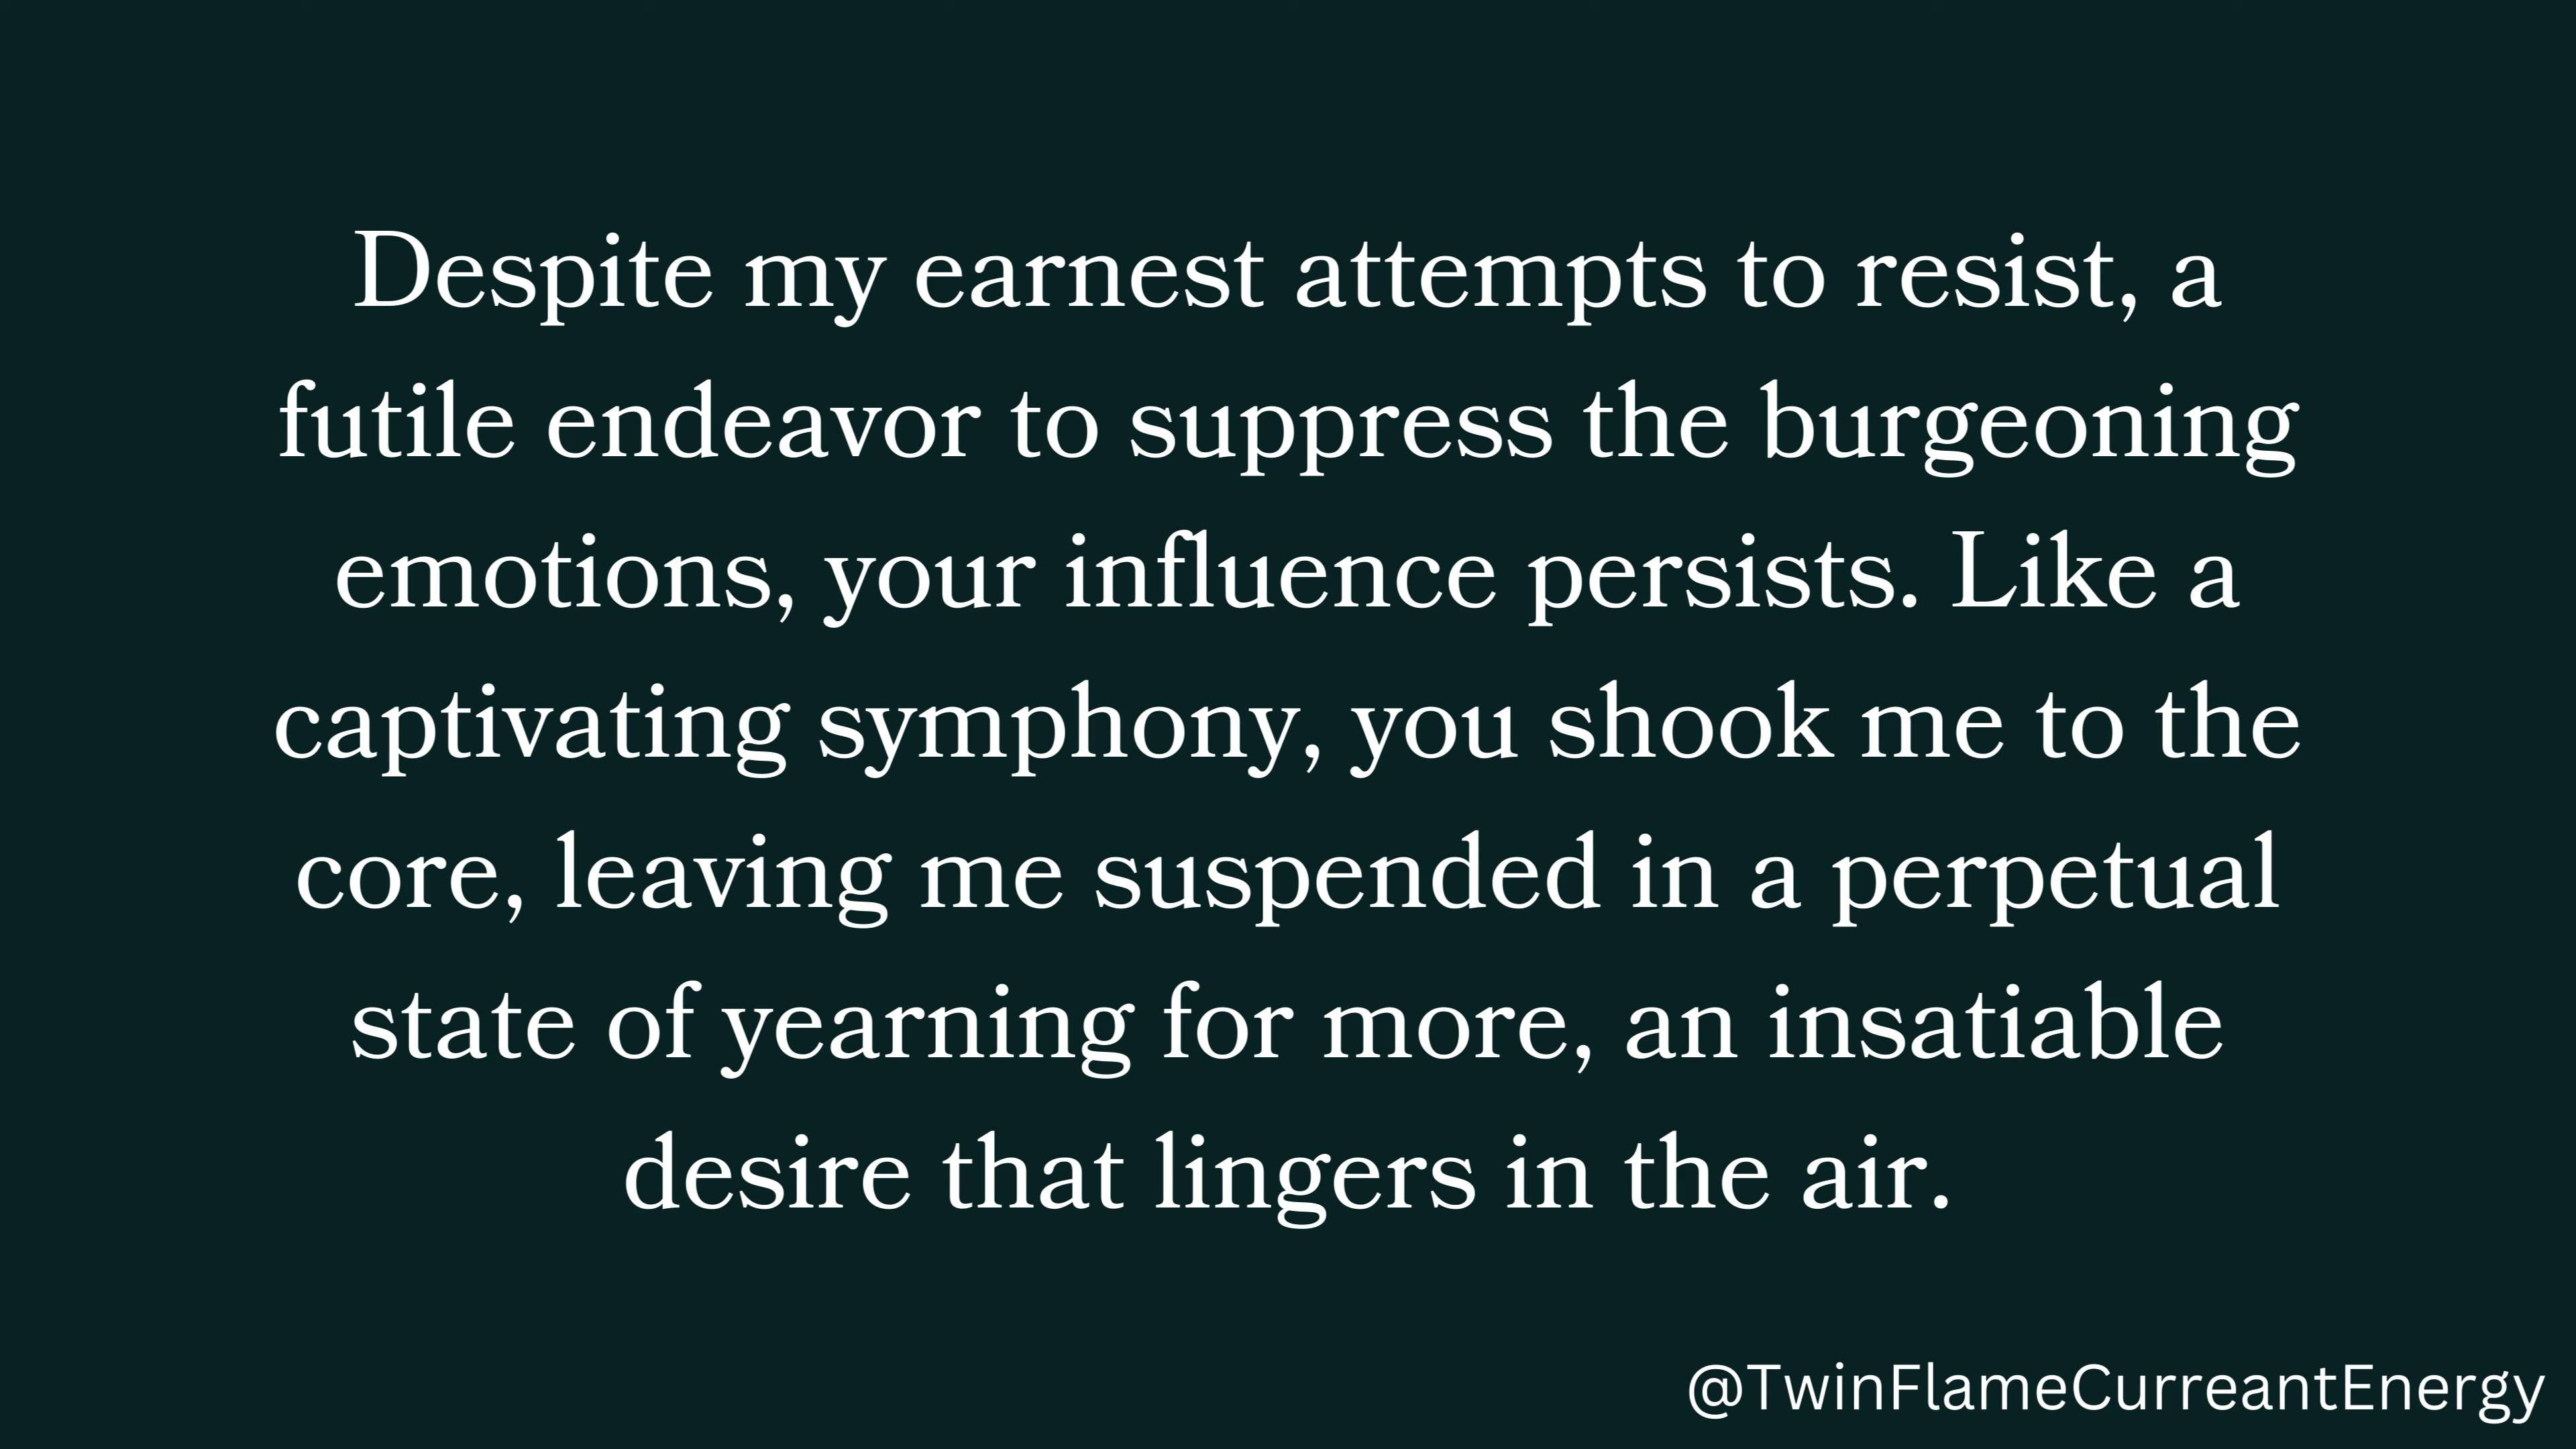 Despite my earnest attempts to resist, a
futile endeavor to suppress the burgeoning
emotions, your influence persists. Like a
captivating symphony, you shook me to the
core, leaving me suspended in a perpetual
state of yearning for more, an insatiable
desire that lingers in the air.
@TwinFlameCurreantEnergy